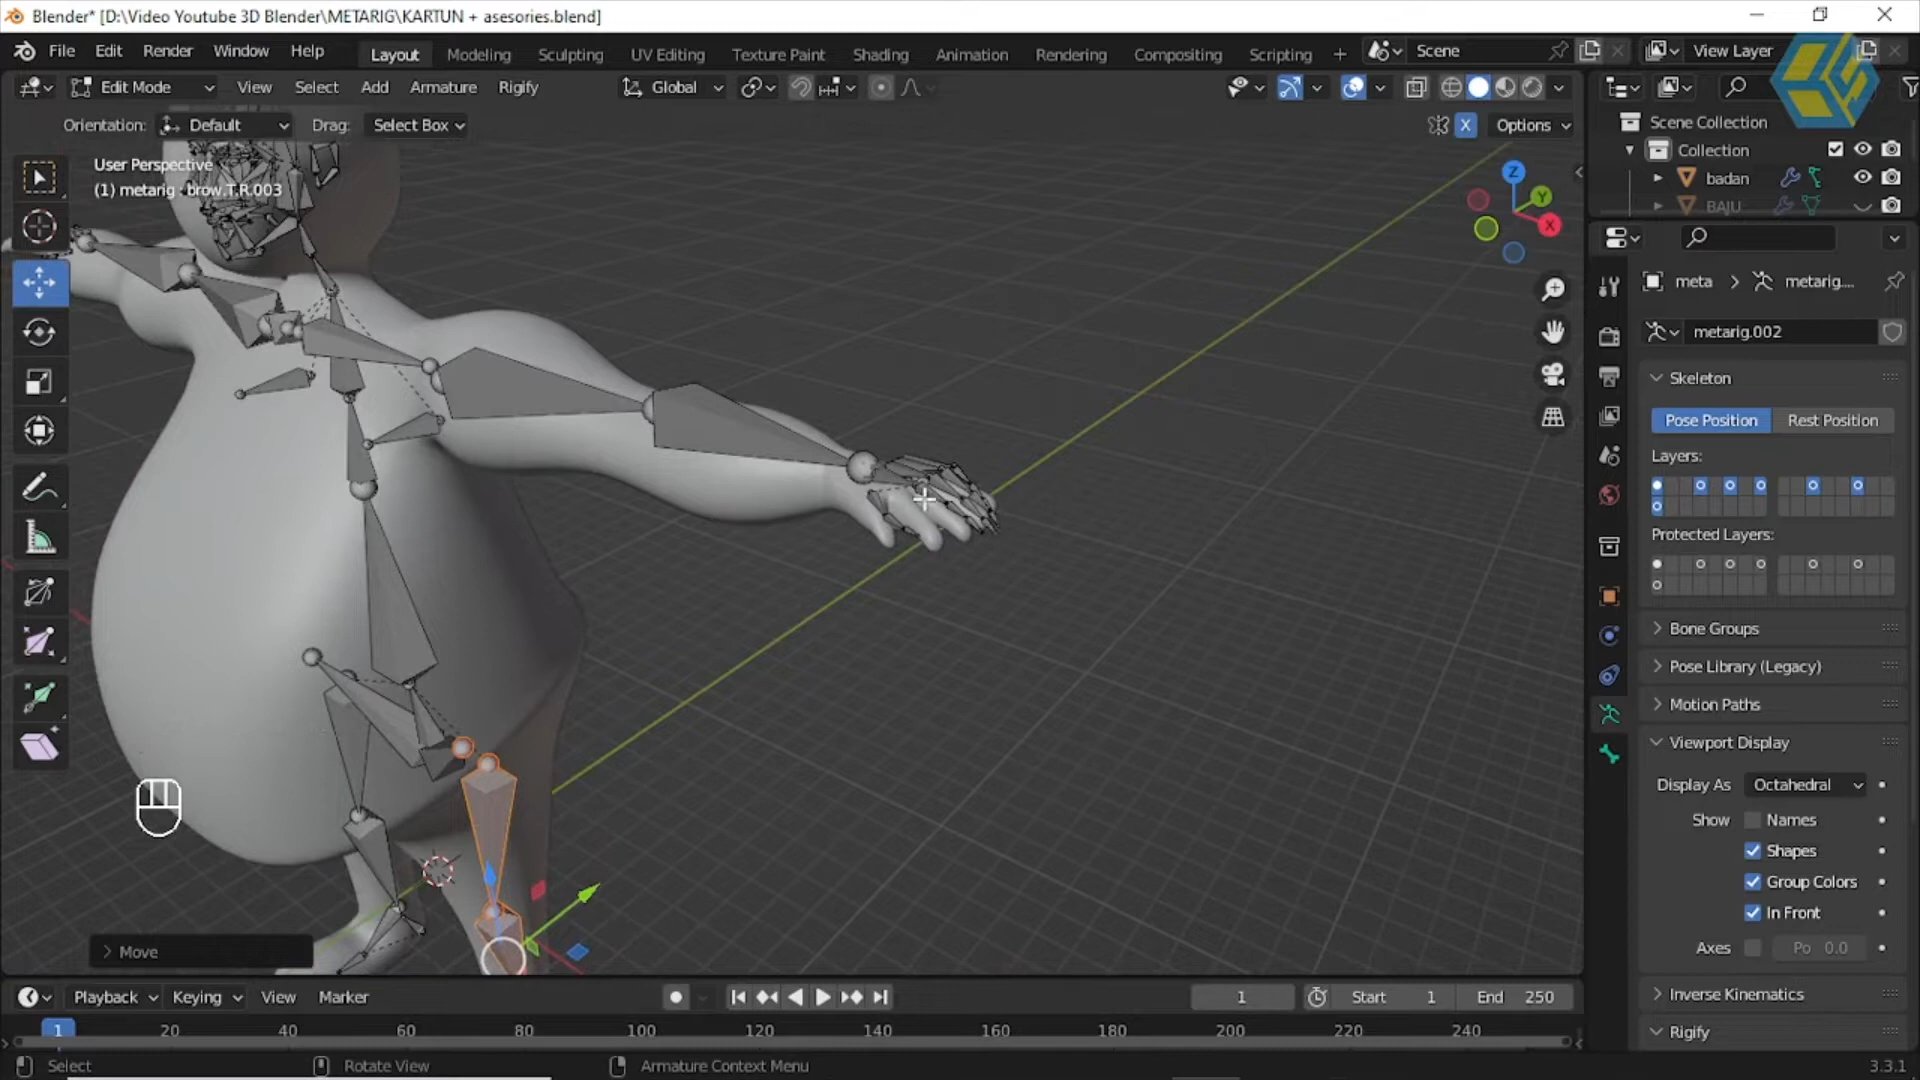 Blender* [D:\Video Youtube 3D Blender\METARIG\KARTUN + asesories.blend]
File Edit Render Window Help Layout Modeling Sculpting UV Editing Texture Paint Shading Animation Rendering Compositing Scripting + Scene View Layer
Edit Mode View Select Add Armature Rigify Global
Orientation: Default Drag: Select Box X Options
Scene Collection
Collection
badan
BAJU
User Perspective
(1) metarig : brow.T.R.003
Z
Y
X
meta > metarig....
metarig.002
Skeleton
Pose Position Rest Position
Layers:
Protected Layers:
Bone Groups
Pose Library (Legacy)
Motion Paths
Viewport Display
Display As Octahedral
Show Names
Shapes
Group Colors
In Front
Axes Po 0.0
Inverse Kinematics
Rigify
> Move
Playback Keying View Marker 1 Start 1 End 250
1 20 40 60 80 100 120 140 160 180 200 220 240
Select Rotate View Armature Context Menu 3.3.1